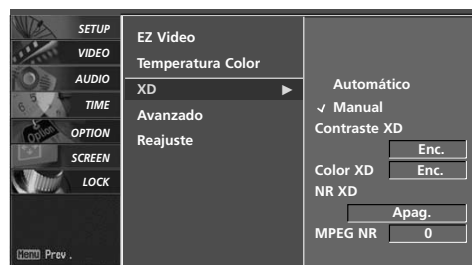 SETUP
VIDEO
AUDIO
TIME
OPTION
SCREEN
LOCK
Menu Prev.
EZ Video
Temperatura Color
XD
Avanzado
Reajuste
Automático
Manual
Contraste XD
Enc.
Color XD Enc.
NR XD
Apag.
MPEG NR 0